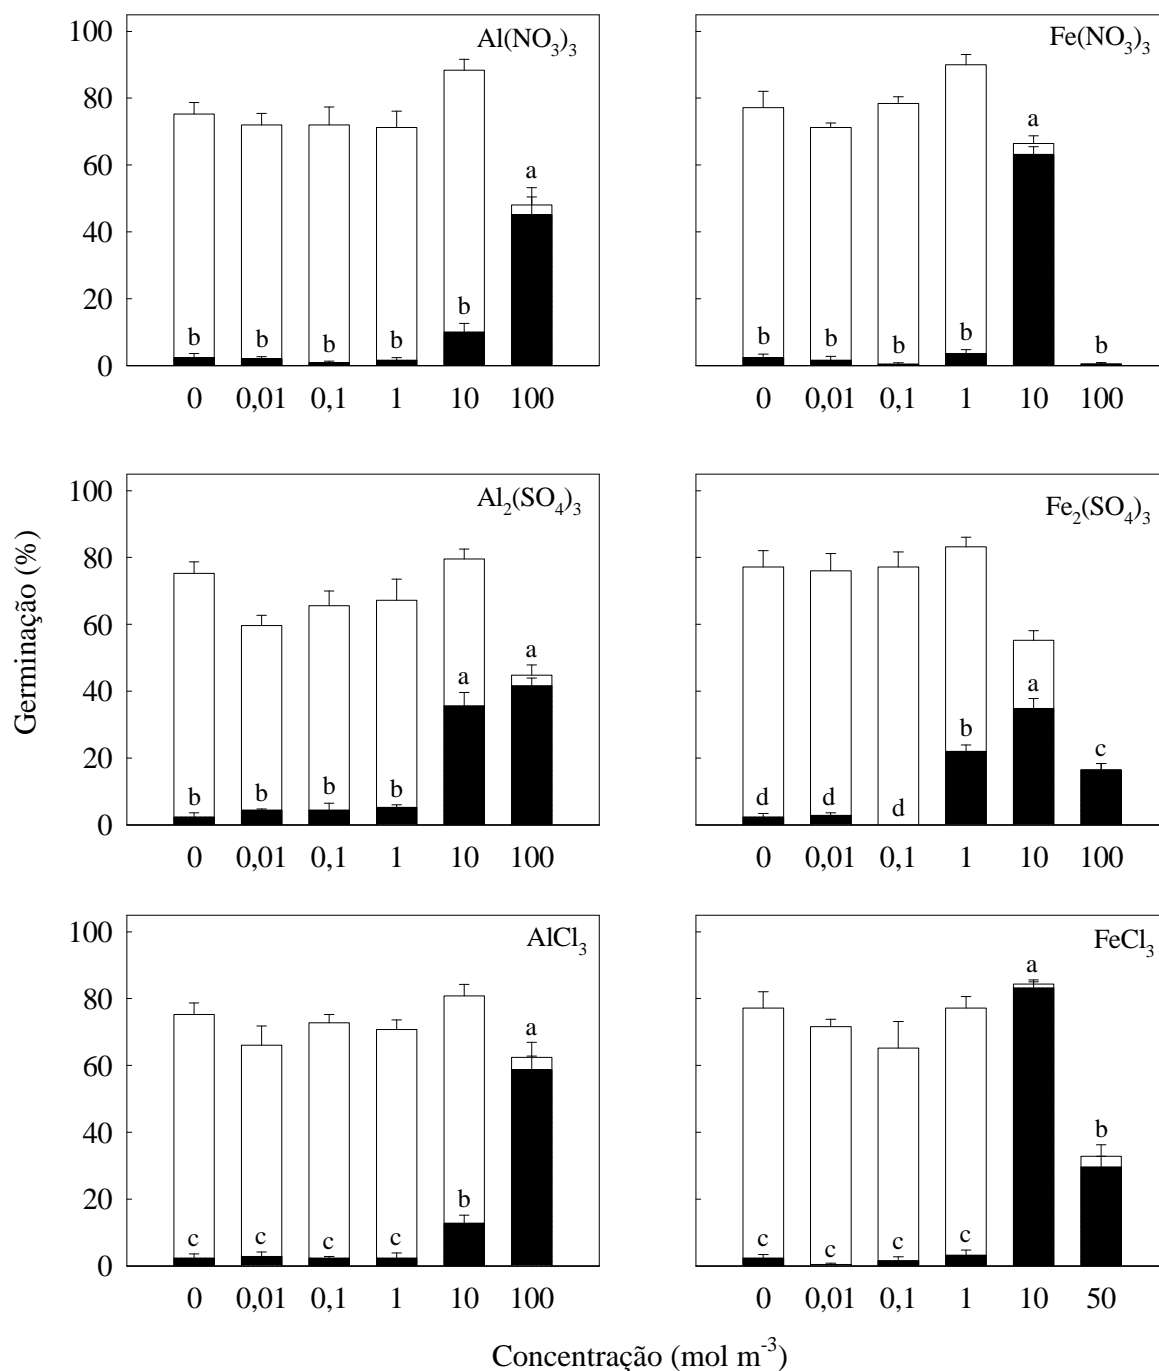 Germinação (%)
Al(NO3)3
100
80
60
40
20
0
b b b b b a
0 0,01 0,1 1 10 100
Fe(NO3)3
b b b b a b
0 0,01 0,1 1 10 100
Al2(SO4)3
100
80
60
40
20
0
b b b b a a
0 0,01 0,1 1 10 100
Fe2(SO4)3
d d d b a c
0 0,01 0,1 1 10 100
AlCl3
100
80
60
40
20
0
c c c c b a
0 0,01 0,1 1 10 100
FeCl3
c c c c a b
0 0,01 0,1 1 10 50
Concentração (mol m-3)